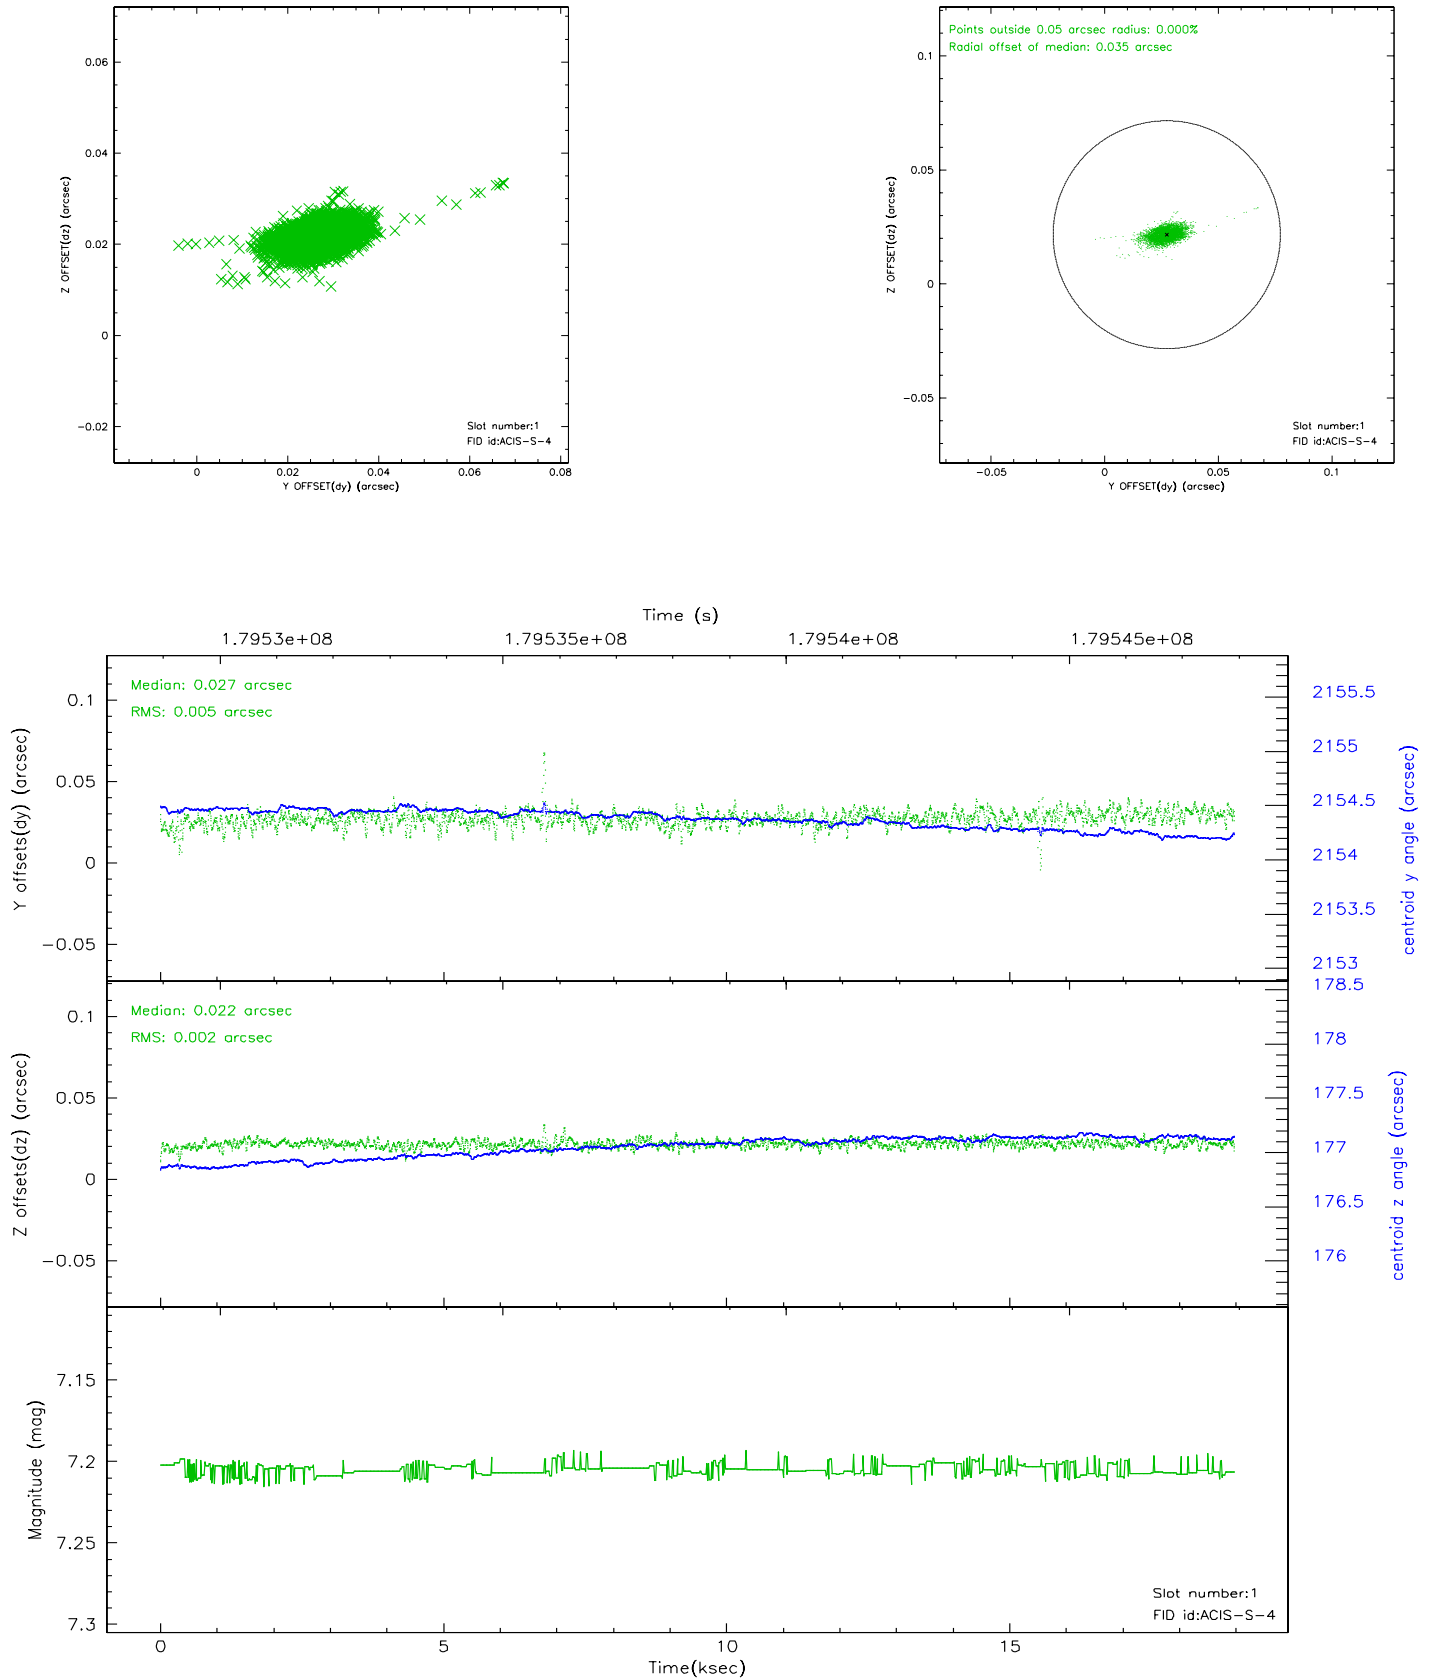 0.06
0.04
0.02
0
−0.02
Z OFFSET(dz) (arcsec)
Slot number:1
FID id:ACIS−S−4
0
0.02
0.04
0.06
0.08
Y OFFSET(dy) (arcsec)
Points outside 0.05 arcsec radius: 0.000%
Radial offset of median: 0.035 arcsec
0.1
0.05
0
−0.05
Z OFFSET(dz) (arcsec)
Slot number:1
FID id:ACIS−S−4
−0.05
0
0.05
0.1
Y OFFSET(dy) (arcsec)
Time (s)
1.7953e+08
1.79535e+08
1.7954e+08
1.79545e+08
Median: 0.027 arcsec
RMS: 0.005 arcsec
0.1
0.05
0
−0.05
Y offsets(dy) (arcsec)
2155.5
2155
2154.5
2154
2153.5
2153
centroid y angle (arcsec)
Median: 0.022 arcsec
RMS: 0.002 arcsec
0.1
0.05
0
−0.05
Z offsets(dz) (arcsec)
178.5
178
177.5
177
176.5
176
centroid z angle (arcsec)
7.15
7.2
7.25
7.3
Magnitude (mag)
Slot number:1
FID id:ACIS−S−4
0
5
10
15
Time(ksec)